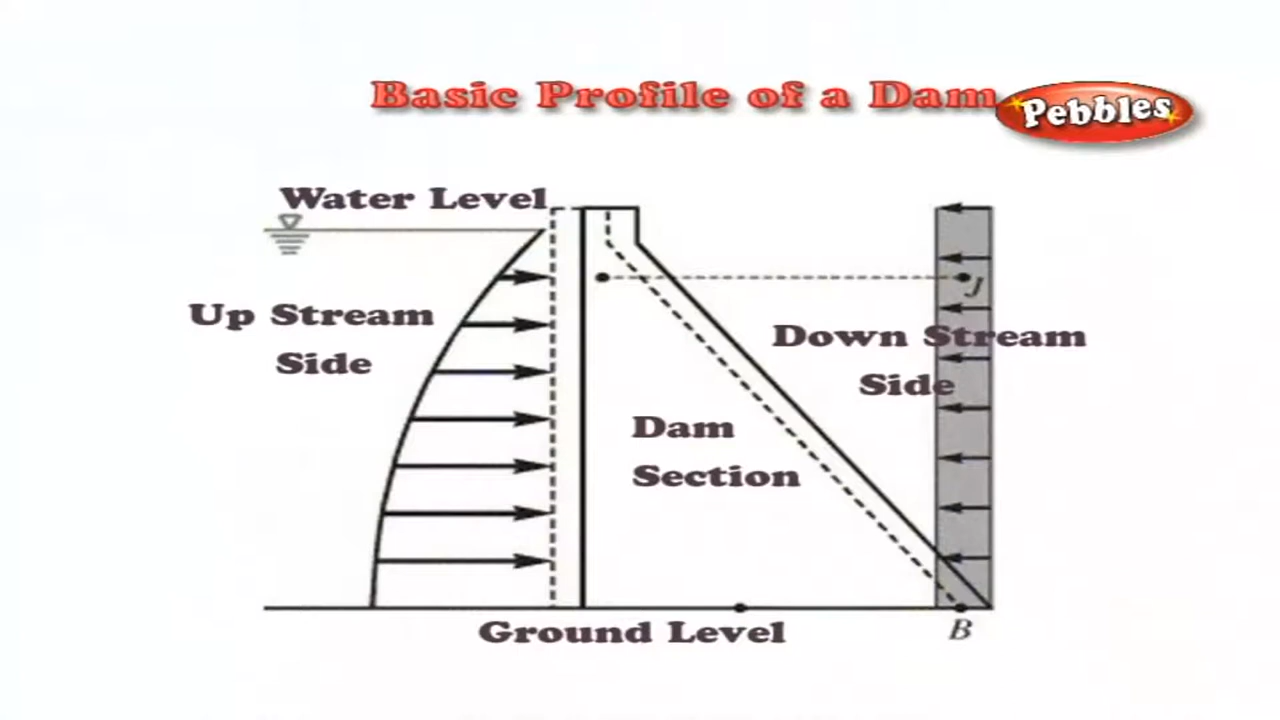 Basic Profile of a Dam
Pebbles
Water Level
Up Stream
Side
J
Down Stream
Side
Dam
Section
Ground Level
B